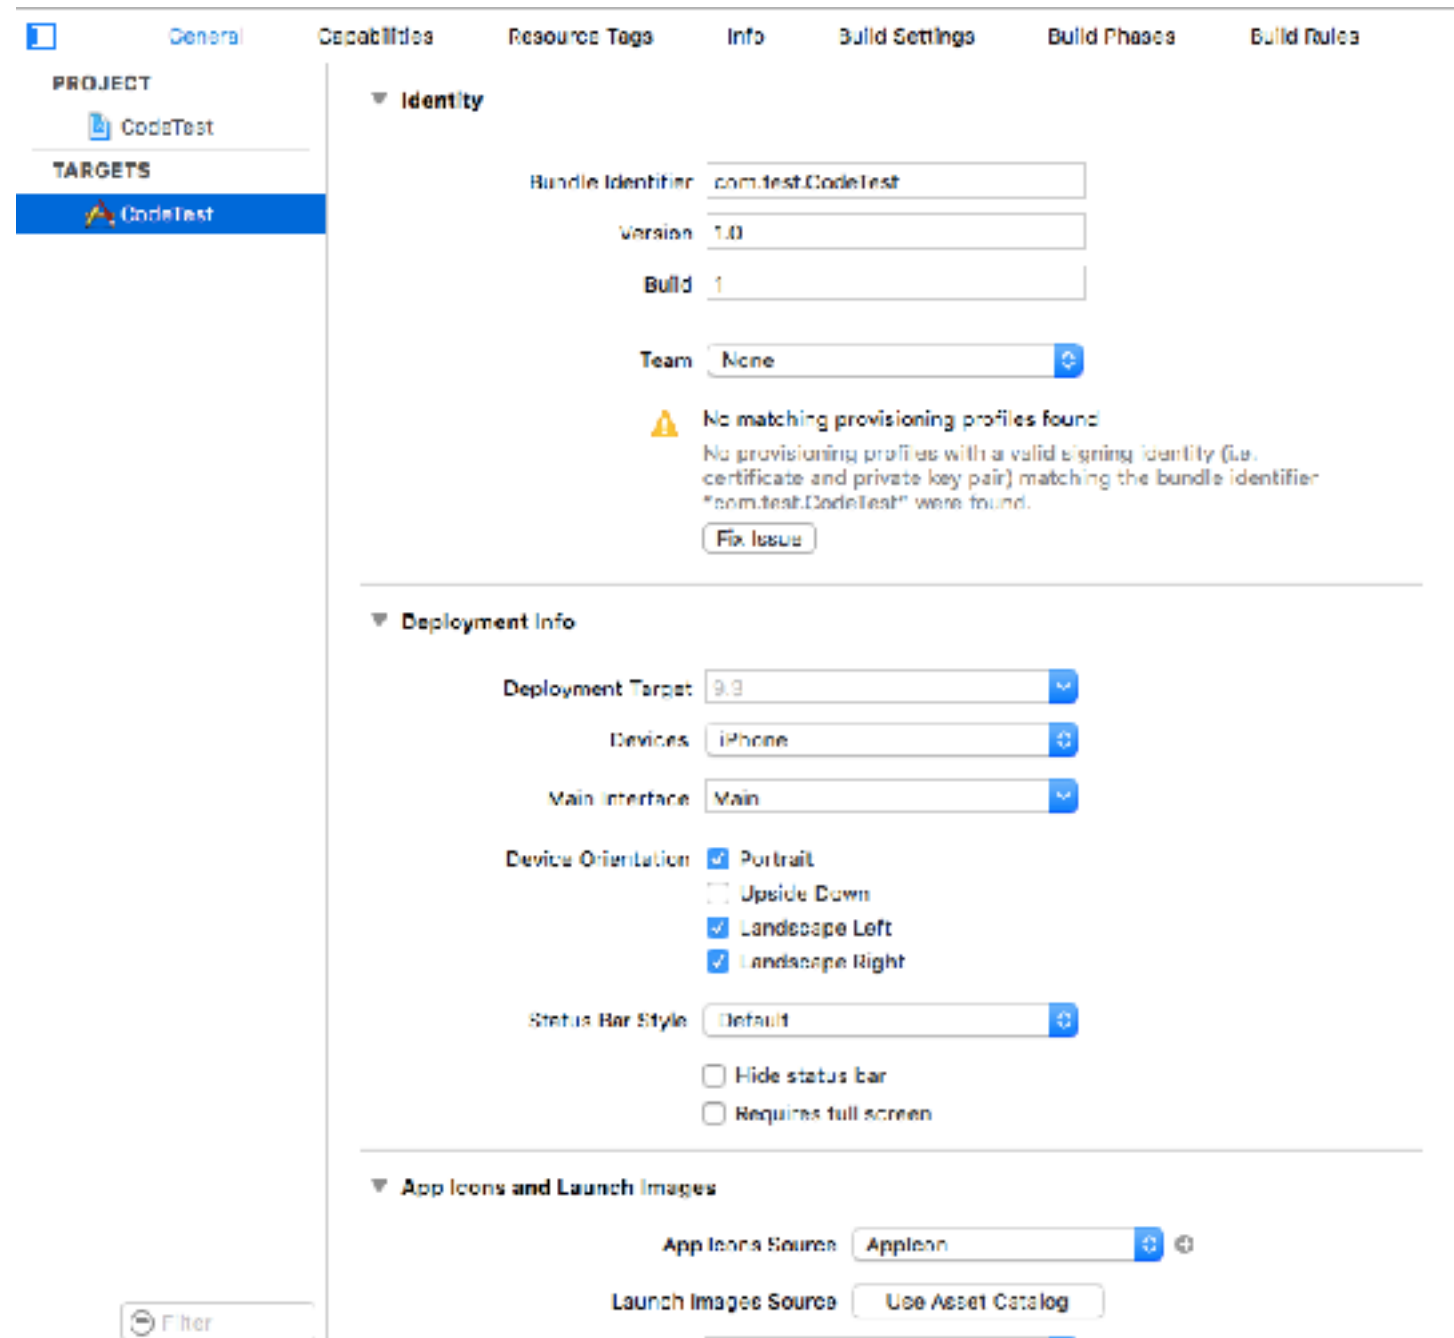 General Capabilities Resource Tags Info Build Settings Build Phases Build Rules
PROJECT
CodeTest
TARGETS
CodeTest
Identity
Bundle Identifier com.test.CodeTest
Version 1.0
Build 1
Team None
No matching provisioning profiles found
No provisioning profiles with a valid signing identity (i.e.
certificate and private key pair) matching the bundle identifier
"com.test.CodeTest" were found.
Fix Issue
Deployment Info
Deployment Target 9.3
Devices iPhone
Main Interface Main
Device Orientation Portrait
Upside Down
Landscape Left
Landscape Right
Status Bar Style Default
Hide status bar
Requires full screen
App Icons and Launch Images
App Icons Source AppIcon
Launch Images Source Use Asset Catalog
Filter